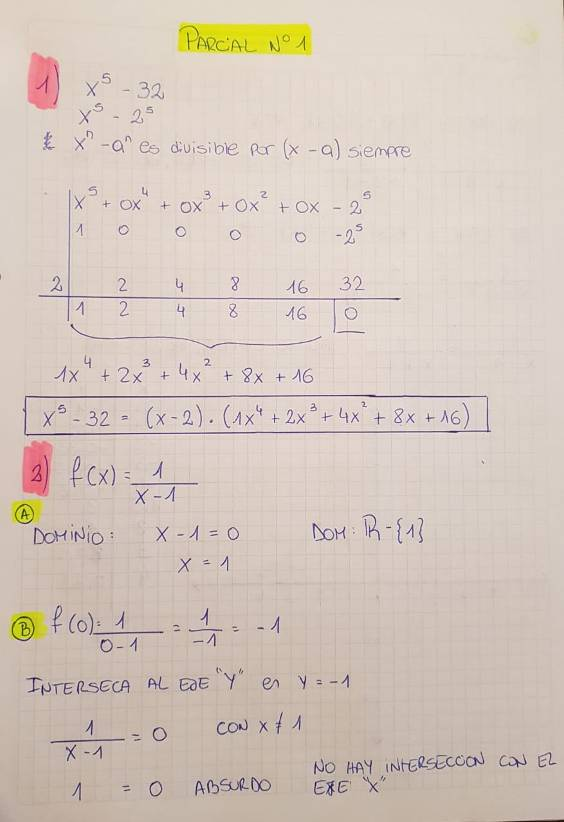 PARCIAL Nº 1
1) x⁵ - 32
x⁵ - 2⁵
xⁿ - aⁿ es divisible por (x - a) siempre
x⁵ + 0x⁴ + 0x³ + 0x² + 0x - 2⁵
1 0 0 0 0 -2⁵
2 2 4 8 16 32
1 2 4 8 16 0
1x⁴ + 2x³ + 4x² + 8x + 16
x⁵ - 32 = (x-2) . (1x⁴ + 2x³ + 4x² + 8x + 16)
3) f(x) = 1/(x - 1)
A
DOMINIO: x - 1 = 0 DOM: ℝ - {1}
x = 1
B f(0) = 1/(0 - 1) = 1/-1 = -1
INTERSECA AL EJE "Y" en y = -1
1/(x - 1) = 0 CON x ≠ 1
1 = 0 ABSURDO NO HAY INTERSECCION CON EL
EJE "X"